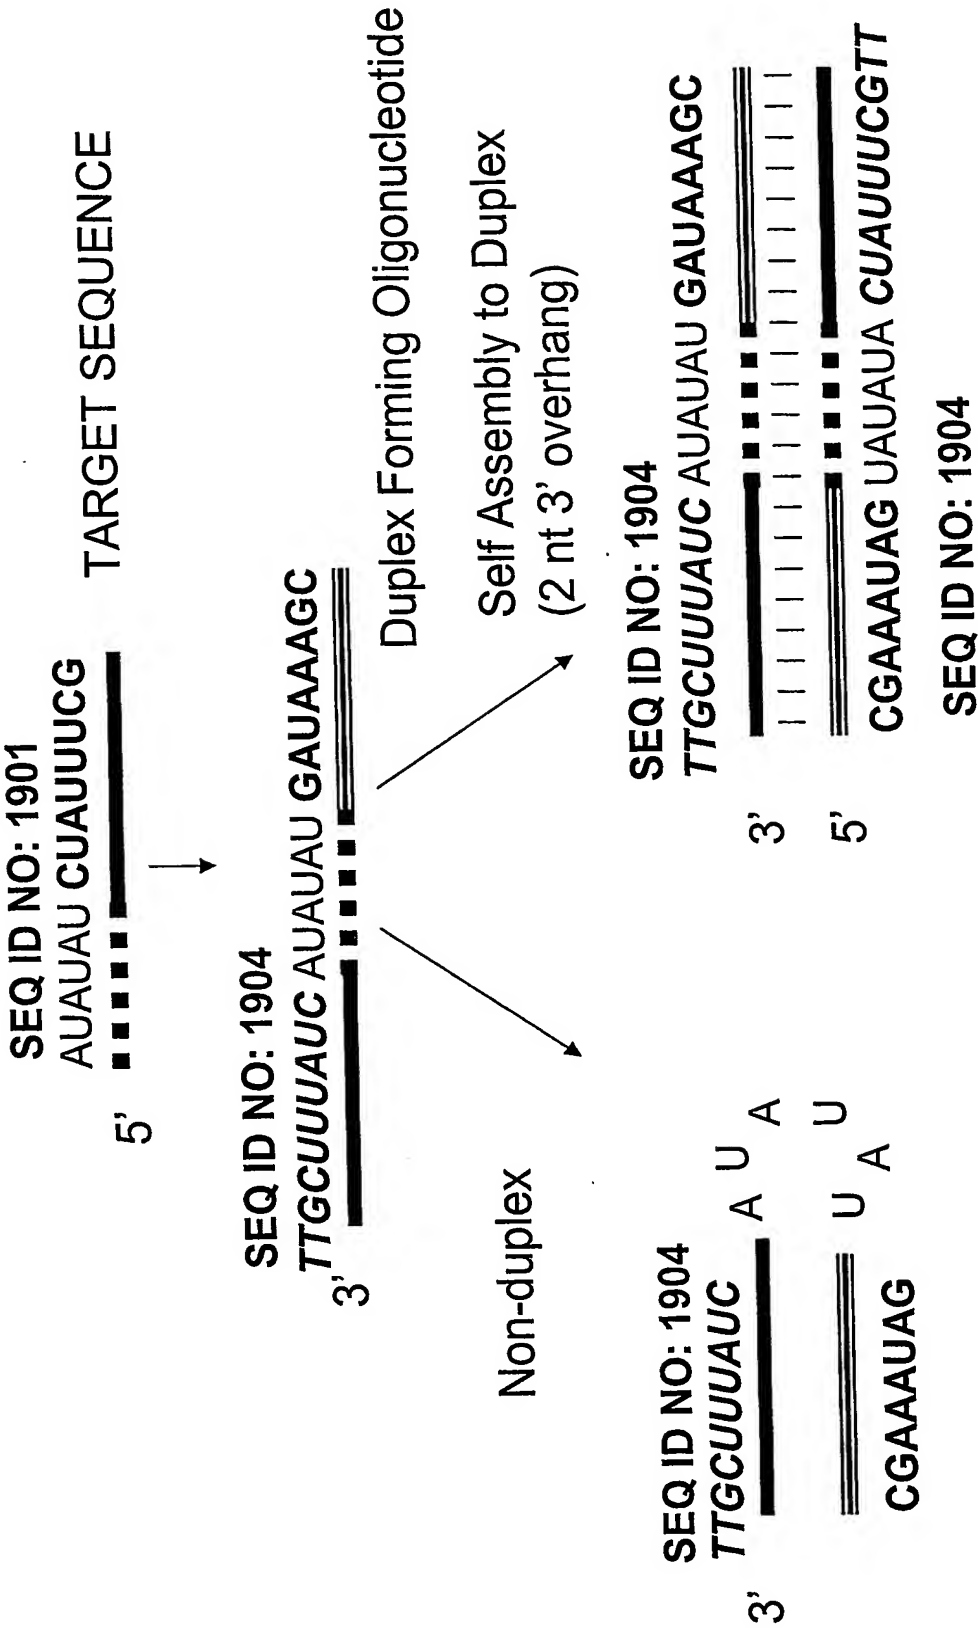 SEQ ID NO: 1901
AUAUAU CUAUUUCG
5'
TARGET SEQUENCE
SEQ ID NO: 1904
TTGCUUUAUC AUAUAU GAUAAAGC
3'
Duplex Forming Oligonucleotide
Non-duplex
Self Assembly to Duplex
(2 nt 3' overhang)
SEQ ID NO: 1904
TTGCUUUAUC
3'
A
U
A
U
A
U
CGAAAUAG
SEQ ID NO: 1904
TTGCUUUAUC AUAUAU GAUAAAGC
3'
5'
CGAAAUAG UAUAUA CUAUUUCGTT
SEQ ID NO: 1904